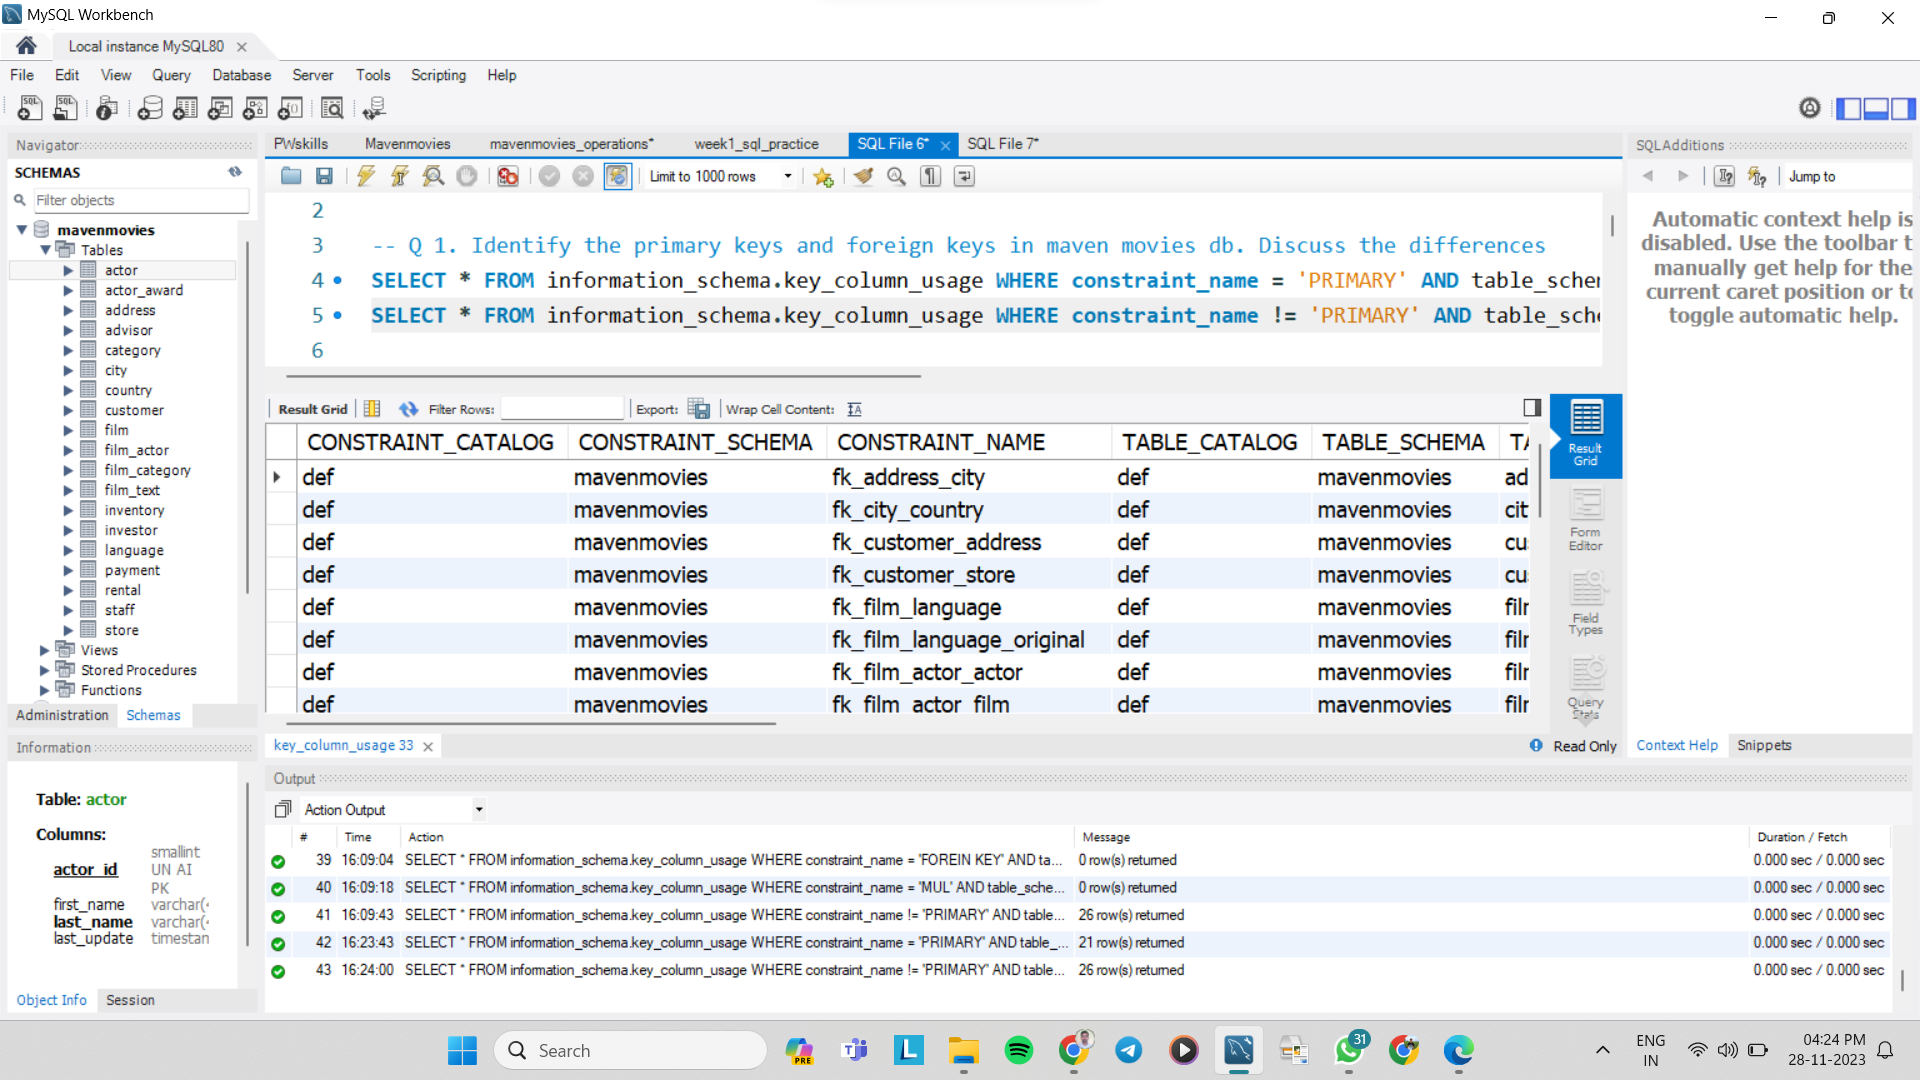 MySQL Workbench
Local instance MySQL80
File Edit View Query Database Server Tools Scripting Help
Navigator
SCHEMAS
Filter objects
mavenmovies
Tables
actor
actor_award
address
advisor
category
city
country
customer
film
film_actor
film_category
film_text
inventory
investor
language
payment
rental
staff
store
Views
Stored Procedures
Functions
Administration Schemas
Information
Table: actor
Columns:
actor_id smallint UN AI PK
first_name varchar(
last_name varchar(
last_update timestan
Object Info Session
PWskills Mavenmovies mavenmovies_operations* week1_sql_practice SQL File 6* SQL File 7*
Limit to 1000 rows
2
3 -- Q 1. Identify the primary keys and foreign keys in maven movies db. Discuss the differences
4 SELECT * FROM information_schema.key_column_usage WHERE constraint_name = 'PRIMARY' AND table_schem
5 SELECT * FROM information_schema.key_column_usage WHERE constraint_name != 'PRIMARY' AND table_sche
6
Result Grid Filter Rows: Export: Wrap Cell Content:
CONSTRAINT_CATALOG CONSTRAINT_SCHEMA CONSTRAINT_NAME TABLE_CATALOG TABLE_SCHEMA TA
def mavenmovies fk_address_city def mavenmovies ad
def mavenmovies fk_city_country def mavenmovies cit
def mavenmovies fk_customer_address def mavenmovies cu
def mavenmovies fk_customer_store def mavenmovies cu
def mavenmovies fk_film_language def mavenmovies film
def mavenmovies fk_film_language_original def mavenmovies film
def mavenmovies fk_film_actor_actor def mavenmovies film
def mavenmovies fk_film_actor_film def mavenmovies film
Result Grid
Form Editor
Field Types
Query Stats
key_column_usage 33
Read Only
SQLAdditions
Jump to
Automatic context help is
disabled. Use the toolbar t
manually get help for the
current caret position or to
toggle automatic help.
Context Help Snippets
Output
Action Output
# Time Action Message Duration / Fetch
39 16:09:04 SELECT * FROM information_schema.key_column_usage WHERE constraint_name = 'FOREIN KEY' AND ta... 0 row(s) returned 0.000 sec / 0.000 sec
40 16:09:18 SELECT * FROM information_schema.key_column_usage WHERE constraint_name = 'MUL' AND table_sche... 0 row(s) returned 0.000 sec / 0.000 sec
41 16:09:43 SELECT * FROM information_schema.key_column_usage WHERE constraint_name != 'PRIMARY' AND table... 26 row(s) returned 0.000 sec / 0.000 sec
42 16:23:43 SELECT * FROM information_schema.key_column_usage WHERE constraint_name = 'PRIMARY' AND table_... 21 row(s) returned 0.000 sec / 0.000 sec
43 16:24:00 SELECT * FROM information_schema.key_column_usage WHERE constraint_name != 'PRIMARY' AND table... 26 row(s) returned 0.000 sec / 0.000 sec
Search
PRE
31
ENG
IN
04:24 PM
28-11-2023